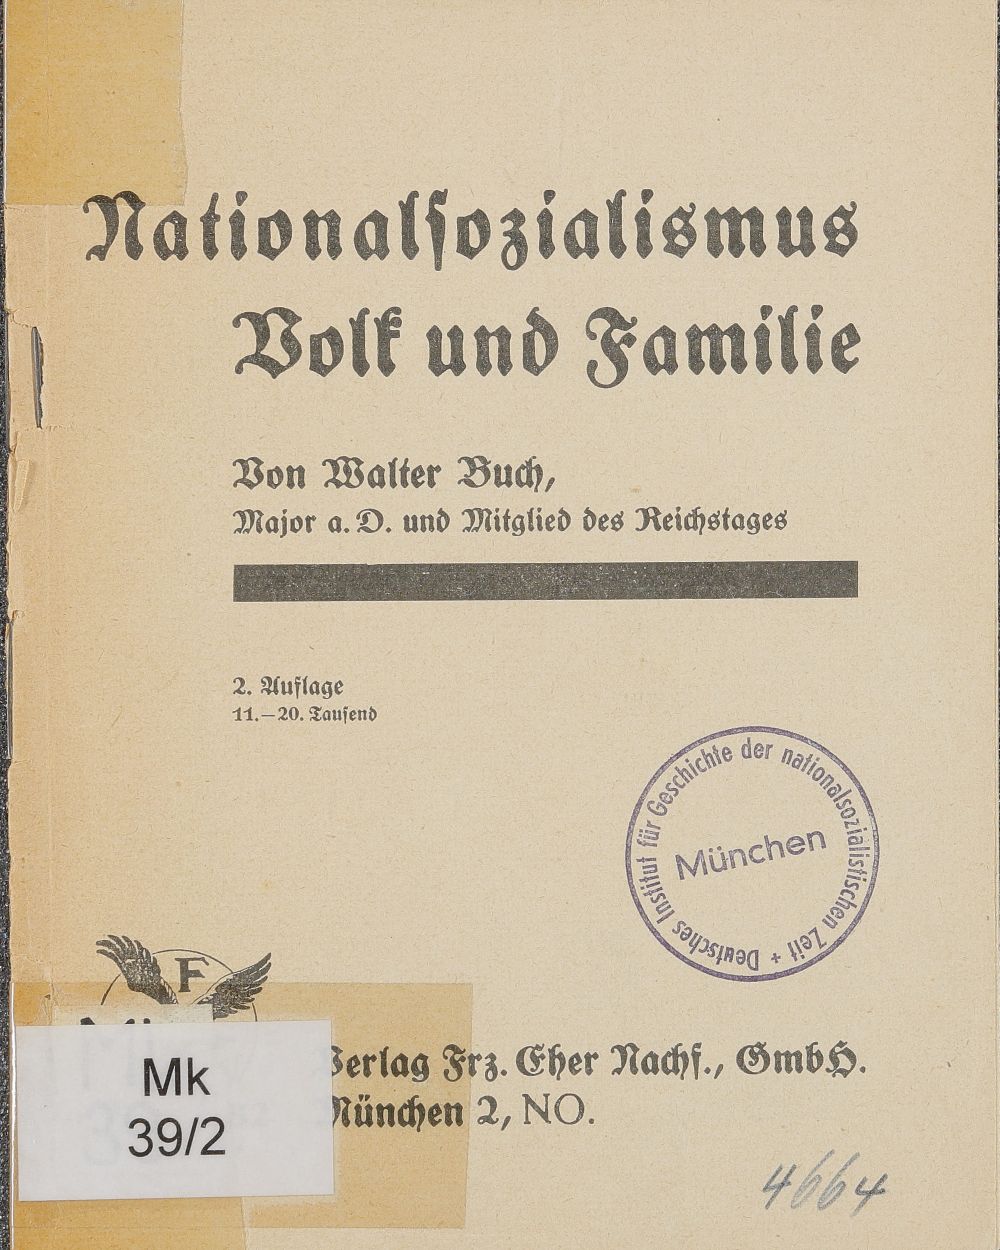 Nationalsozialismus
Volk und Familie
Von Walter Buch,
Major a. D. und Mitglied des Reichstages
2. Auflage
11.—20. Tausend
Deutsches Institut für Geschichte der nationalsozialistischen Zeit +
München
F
Verlag Frz. Eher Nachf., GmbH.
München 2, NO.
Mk
39/2
4664